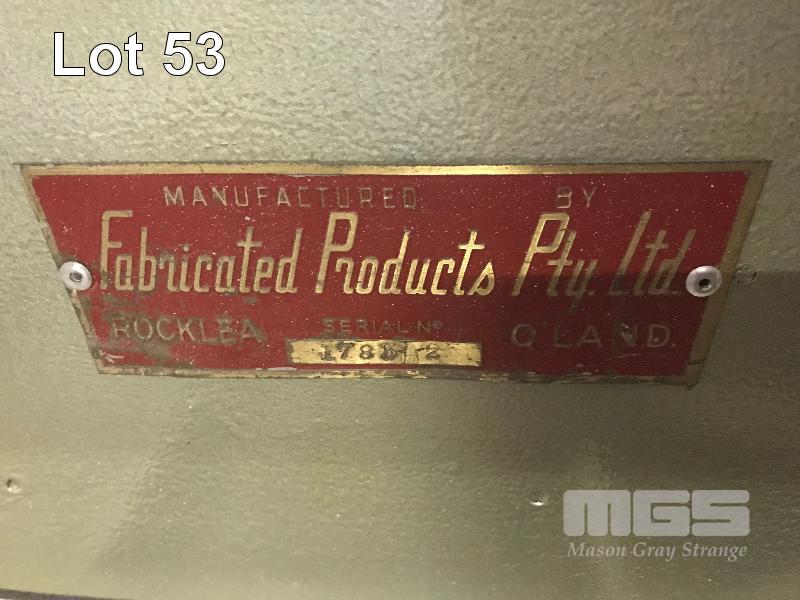 Lot 53
MANUFACTURED BY
Fabricated Products Pty. Ltd.
ROCKLEA SERIAL Nº Q'LAND.
MGS
Mason Gray Strange